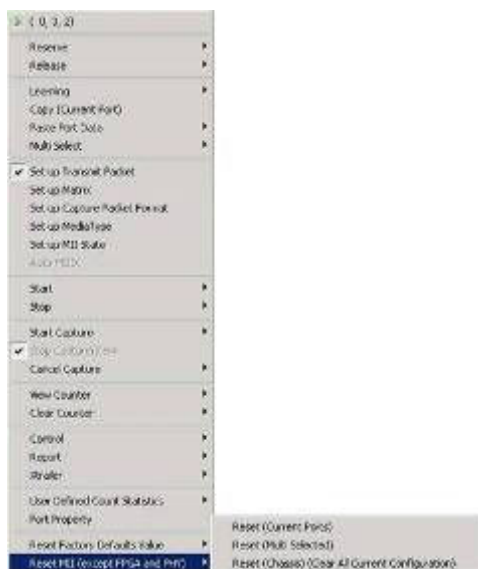 ( 0, 3, 2)
Reserve
Release
Learning
Copy (Current Port)
Paste Port Data
Multi Select
Set up Transmit Packet
Set up Matrix
Set up Capture Packet Format
Set up MediaType
Set up MII State
Auto MDIX
Start
Stop
Start Capture
Stop Capture
Cancel Capture
View Counter
Clear Counter
Control
Report
Xtrailer
User Defined Count Statistics
Port Property
Reset Factory Defaults Value
Reset MII (except FPGA and PHY)
Reset (Current Ports)
Reset (Multi Selected)
Reset (Chassis) (Clear All Current Configuration)